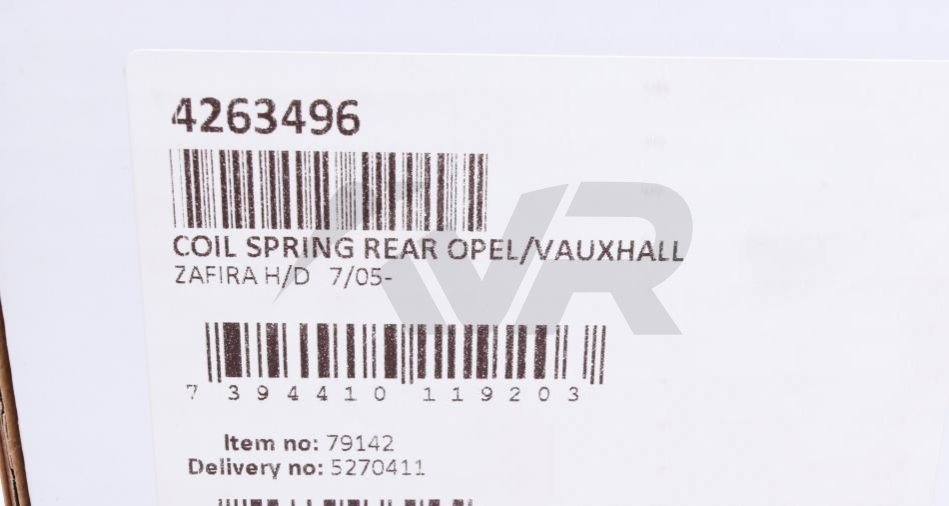 4263496
COIL SPRING REAR OPEL/VAUXHALL
ZAFIRA H/D 7/05-
7 394410 119203
Item no: 79142
Delivery no: 5270411